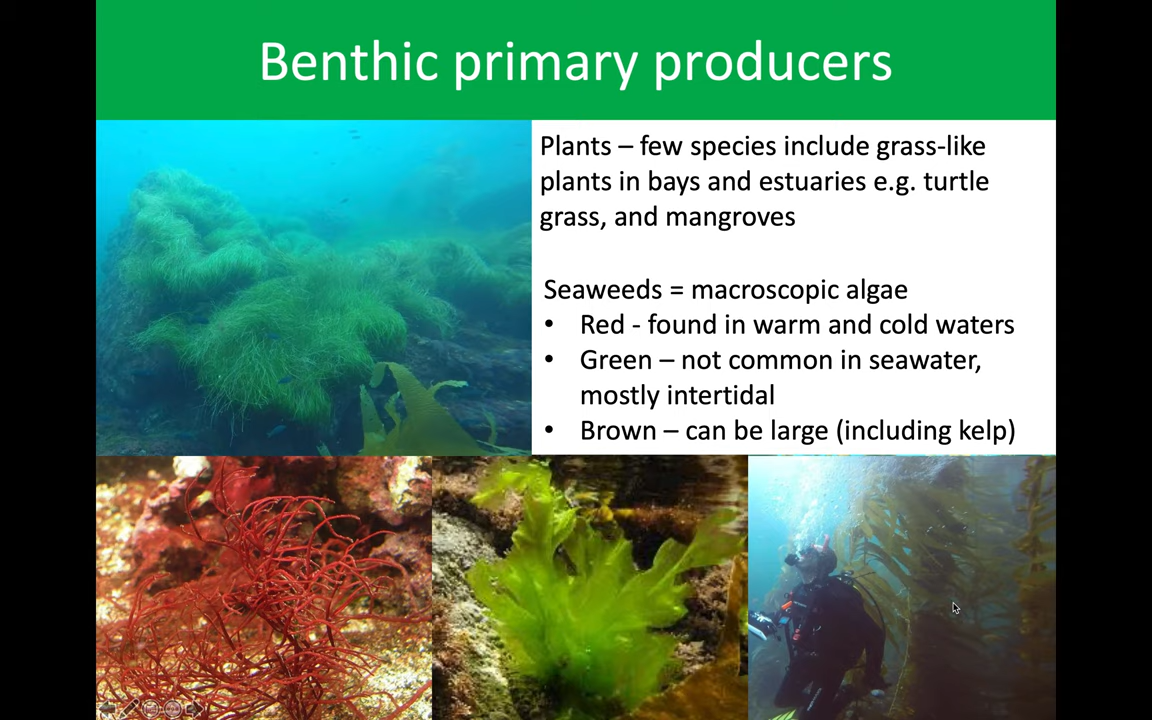 Benthic primary producers
Plants – few species include grass-like
plants in bays and estuaries e.g. turtle
grass, and mangroves
Seaweeds = macroscopic algae
• Red - found in warm and cold waters
• Green – not common in seawater,
mostly intertidal
• Brown – can be large (including kelp)